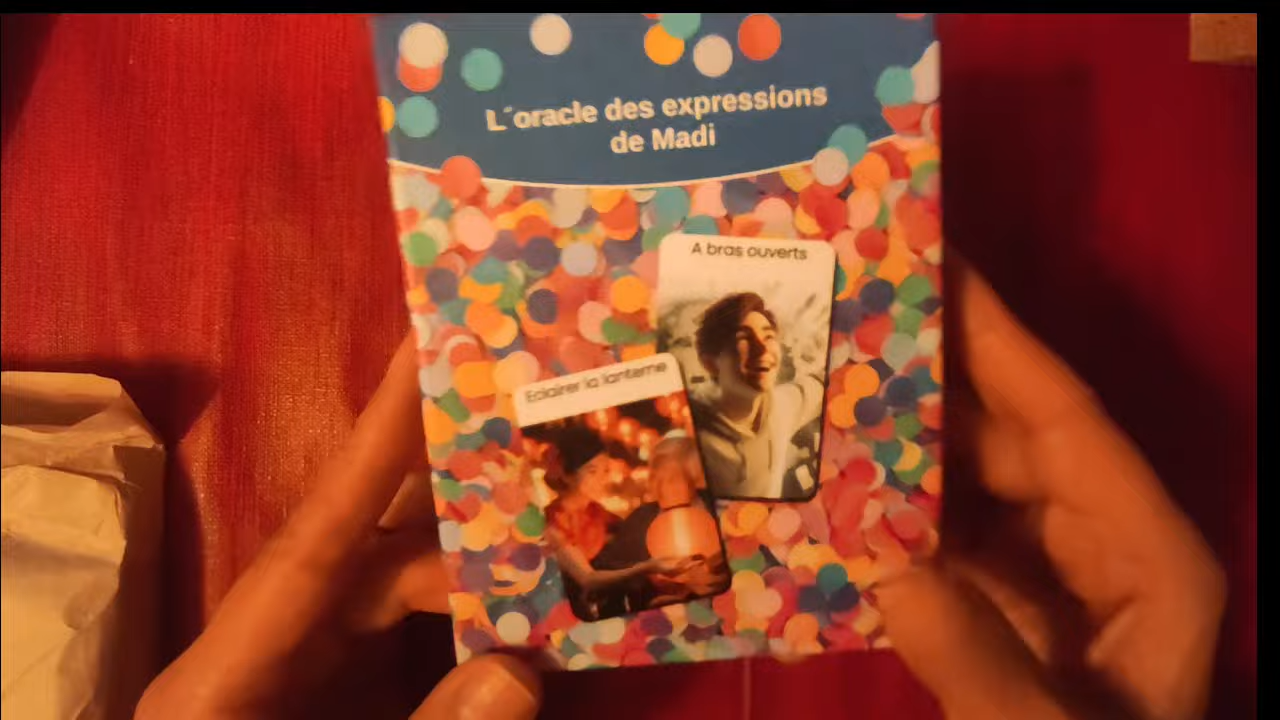 L´oracle des expressions
de Madi
A bras ouverts
Eclairer la lanterne